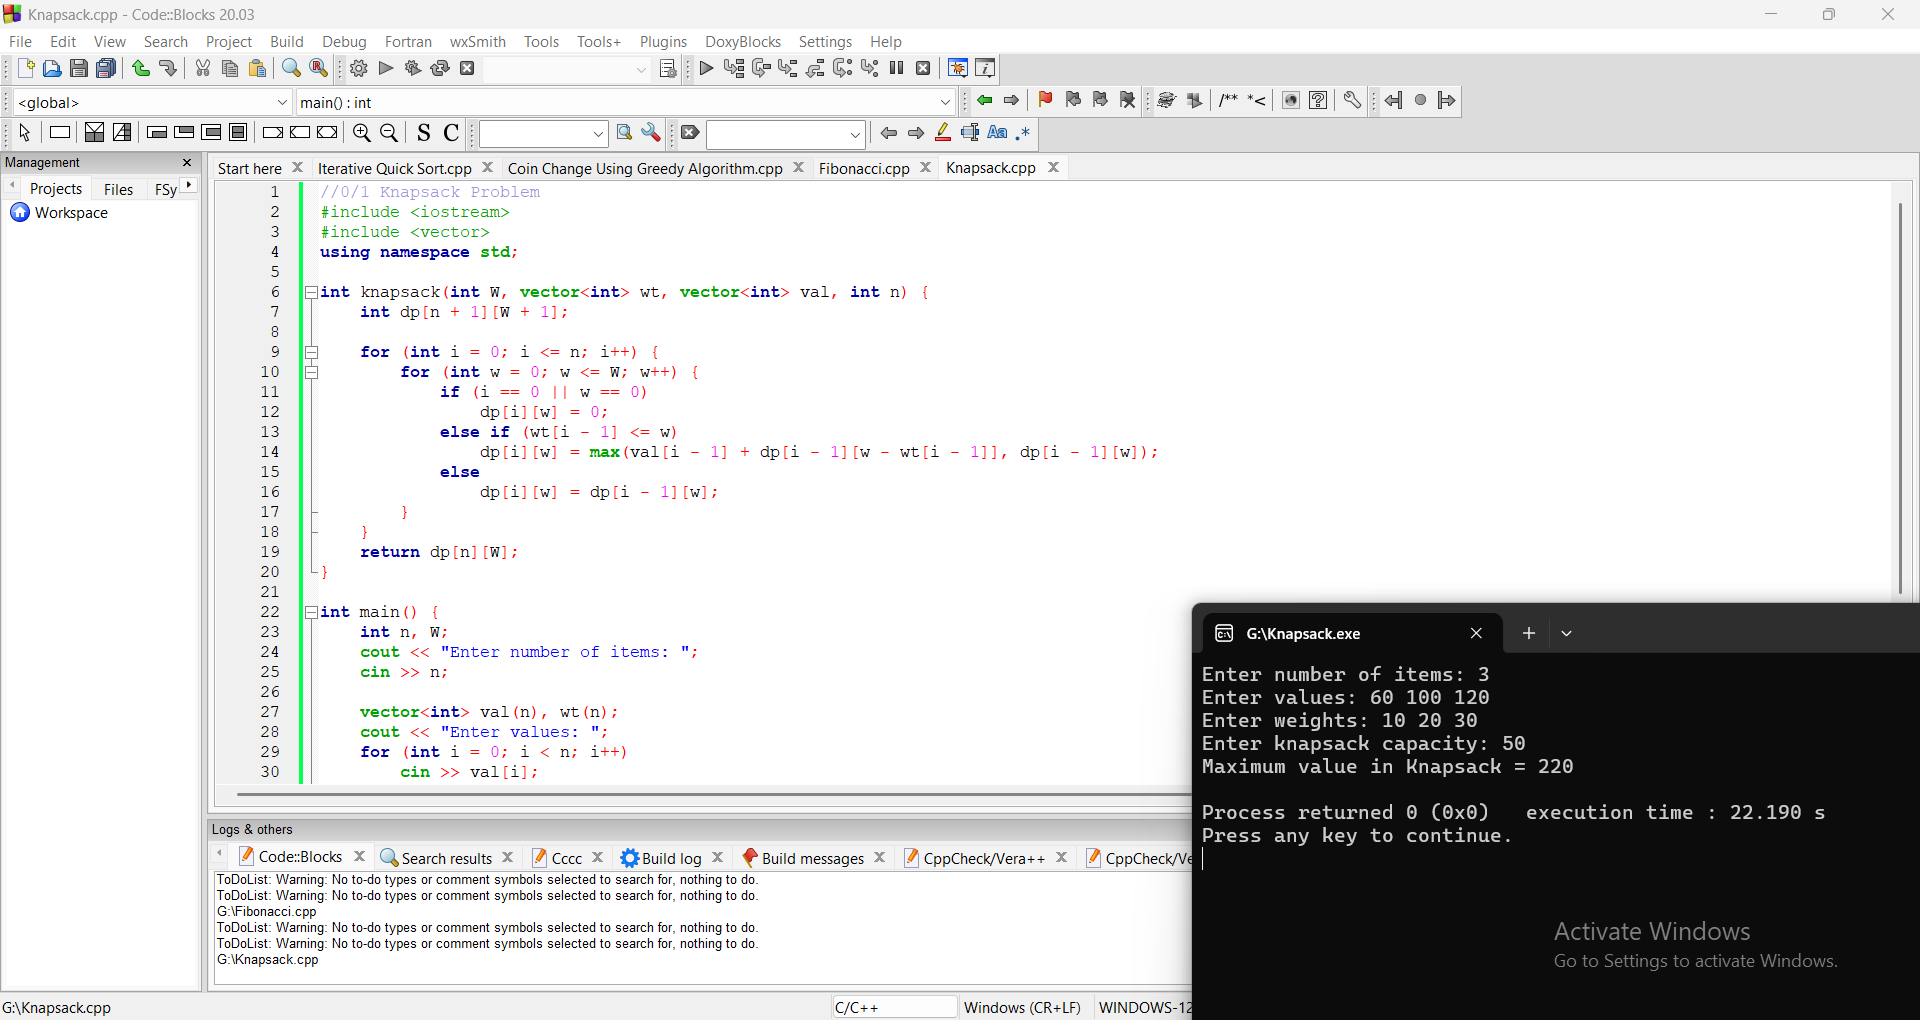 Knapsack.cpp - Code::Blocks 20.03
File Edit View Search Project Build Debug Fortran wxSmith Tools Tools+ Plugins DoxyBlocks Settings Help
<global> main() : int
/** *<
S C Aa .*
Management
Projects Files FSy
Workspace
Start here Iterative Quick Sort.cpp Coin Change Using Greedy Algorithm.cpp Fibonacci.cpp Knapsack.cpp
1 //0/1 Knapsack Problem
2 #include <iostream>
3 #include <vector>
4 using namespace std;
5
6 int knapsack(int W, vector<int> wt, vector<int> val, int n) {
7 int dp[n + 1][W + 1];
8
9 for (int i = 0; i <= n; i++) {
10 for (int w = 0; w <= W; w++) {
11 if (i == 0 || w == 0)
12 dp[i][w] = 0;
13 else if (wt[i - 1] <= w)
14 dp[i][w] = max(val[i - 1] + dp[i - 1][w - wt[i - 1]], dp[i - 1][w]);
15 else
16 dp[i][w] = dp[i - 1][w];
17 }
18 }
19 return dp[n][W];
20 }
21
22 int main() {
23 int n, W;
24 cout << "Enter number of items: ";
25 cin >> n;
26
27 vector<int> val(n), wt(n);
28 cout << "Enter values: ";
29 for (int i = 0; i < n; i++)
30 cin >> val[i];
Logs & others
Code::Blocks Search results Cccc Build log Build messages CppCheck/Vera++ CppCheck/Ve
ToDoList: Warning: No to-do types or comment symbols selected to search for, nothing to do.
ToDoList: Warning: No to-do types or comment symbols selected to search for, nothing to do.
G:\Fibonacci.cpp
ToDoList: Warning: No to-do types or comment symbols selected to search for, nothing to do.
ToDoList: Warning: No to-do types or comment symbols selected to search for, nothing to do.
G:\Knapsack.cpp
G:\Knapsack.exe
Enter number of items: 3
Enter values: 60 100 120
Enter weights: 10 20 30
Enter knapsack capacity: 50
Maximum value in Knapsack = 220
Process returned 0 (0x0) execution time : 22.190 s
Press any key to continue.
Activate Windows
Go to Settings to activate Windows.
G:\Knapsack.cpp C/C++ Windows (CR+LF) WINDOWS-12